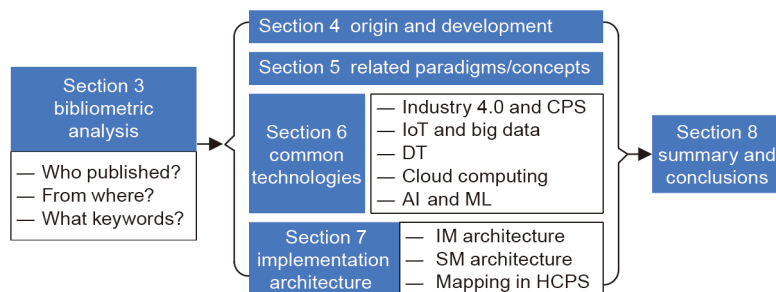 Section 3
bibliometric
analysis
— Who published?
— From where?
— What keywords?
Section 4 origin and development
Section 5 related paradigms/concepts
Section 6
common
technologies
— Industry 4.0 and CPS
— IoT and big data
— DT
— Cloud computing
— AI and ML
Section 7
implementation
architecture
— IM architecture
— SM architecture
— Mapping in HCPS
Section 8
summary and
conclusions